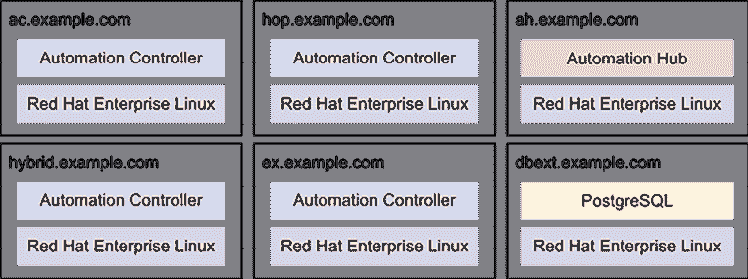 ac.example.com
Automation Controller
Red Hat Enterprise Linux
hop.example.com
Automation Controller
Red Hat Enterprise Linux
ah.example.com
Automation Hub
Red Hat Enterprise Linux
hybrid.example.com
Automation Controller
Red Hat Enterprise Linux
ex.example.com
Automation Controller
Red Hat Enterprise Linux
dbext.example.com
PostgreSQL
Red Hat Enterprise Linux